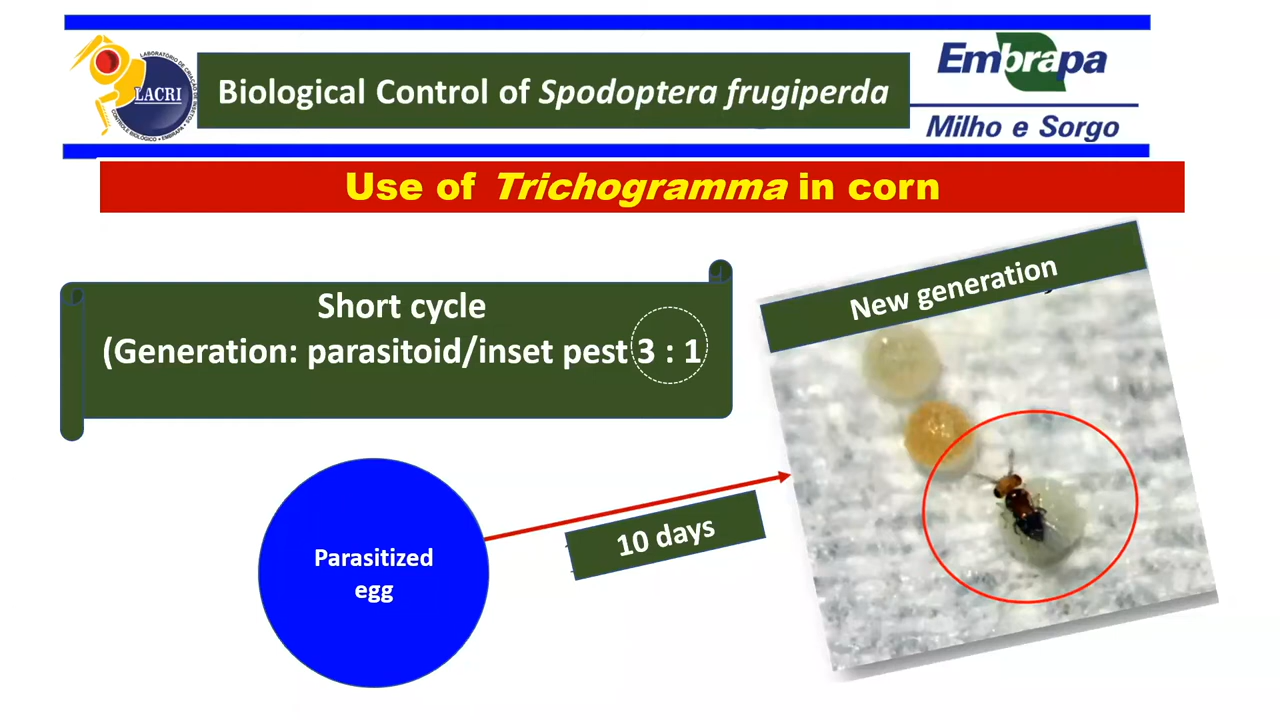 LACRI
Biological Control of Spodoptera frugiperda
Embrapa
Milho e Sorgo
Use of Trichogramma in corn
Short cycle
(Generation: parasitoid/inset pest 3 : 1
New generation
10 days
Parasitized
egg